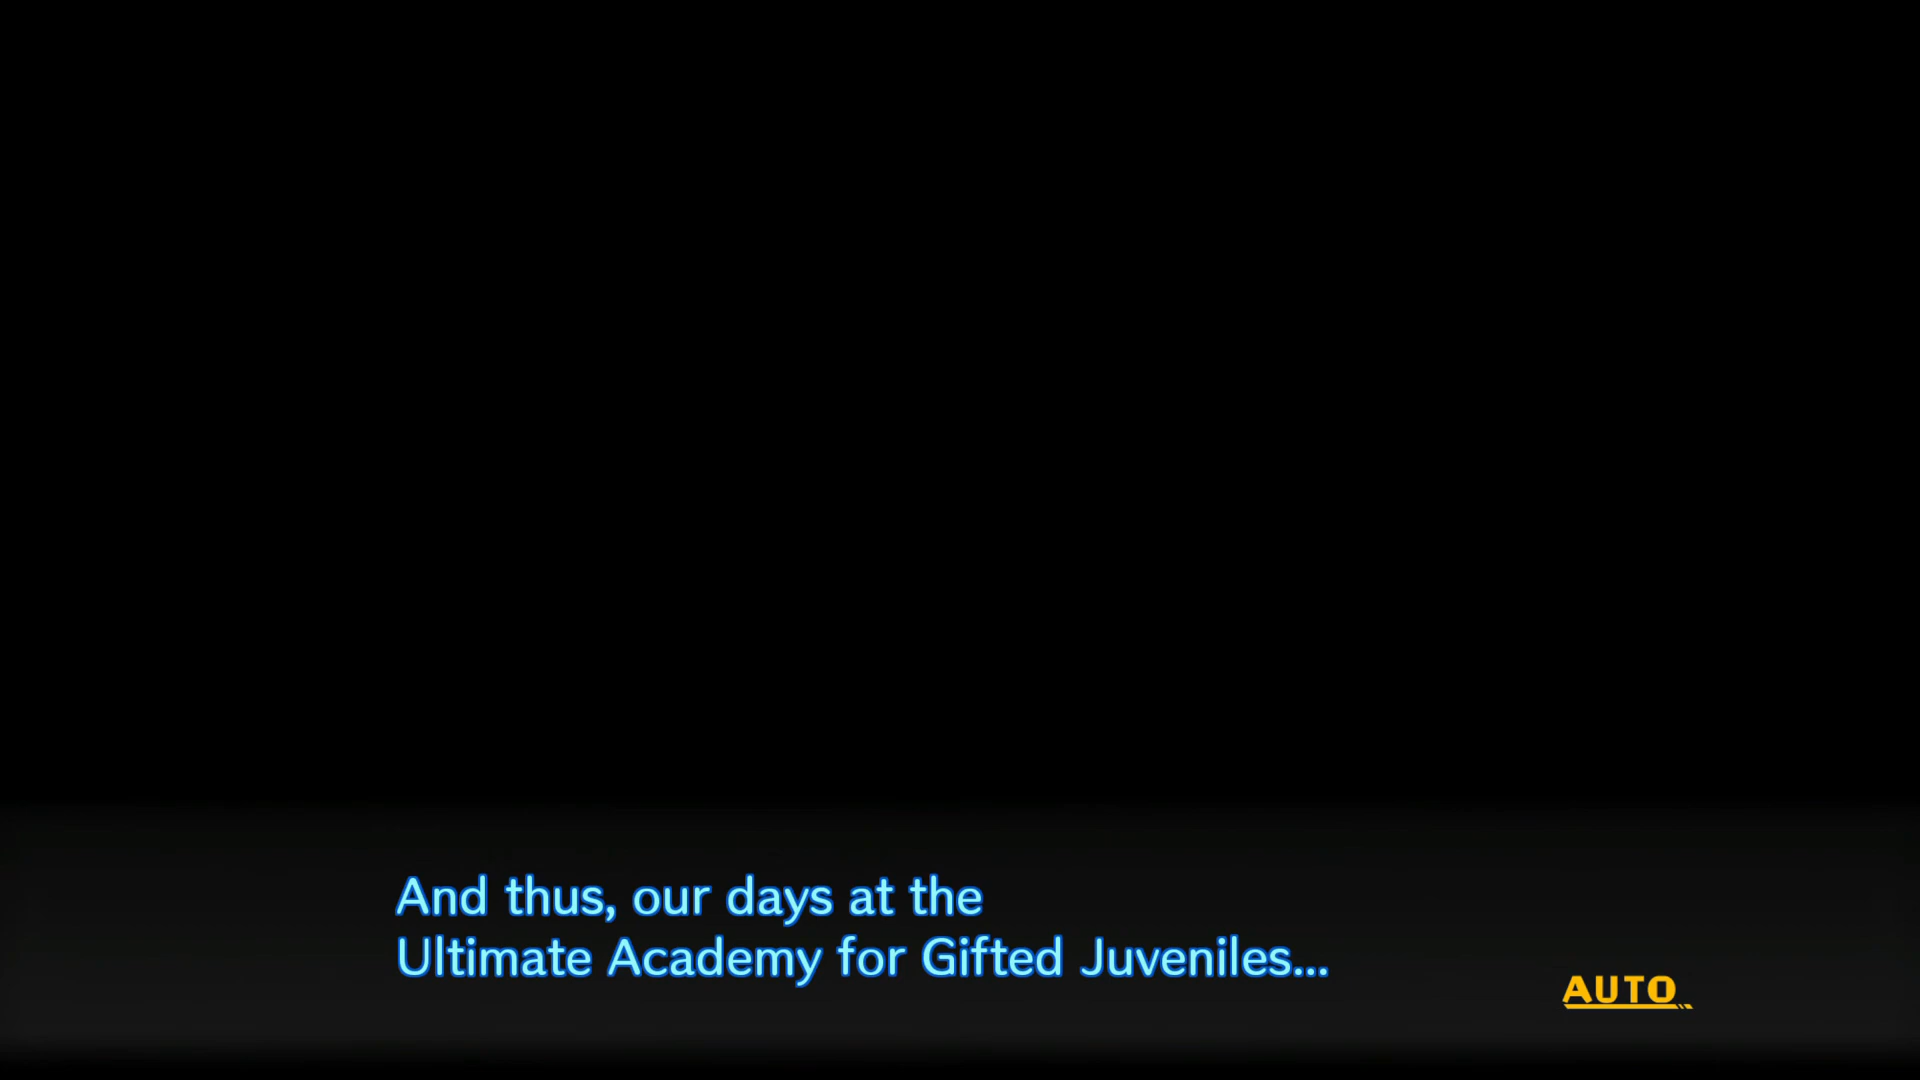 And thus, our days at the
Ultimate Academy for Gifted Juveniles...
AUTO